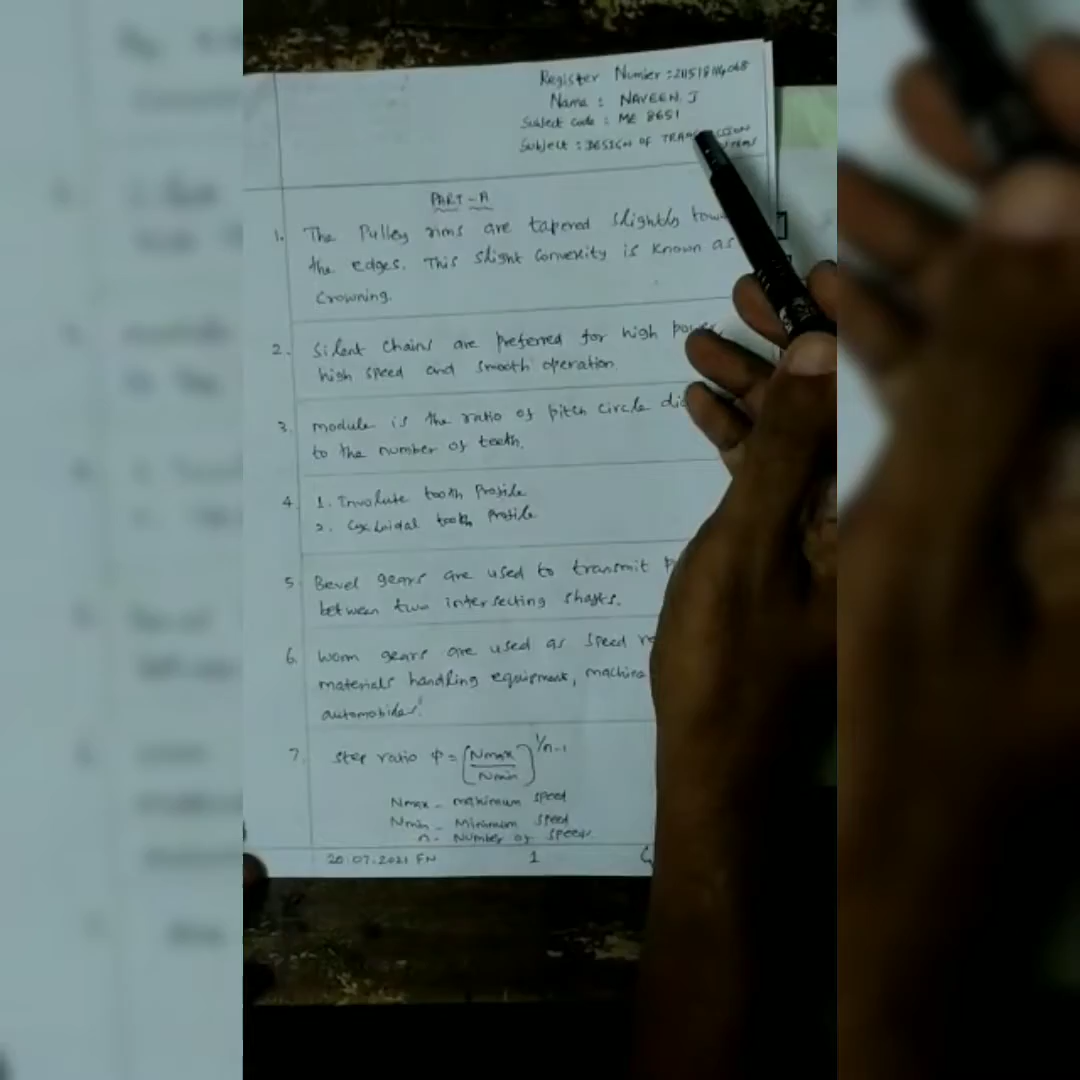 Register Number : 211518114068
Name : NAVEEN. J
Subject code : ME 8651
Subject : DESIGN OF
PART - A
1. The Pulley rims are tapered slightly
the edges. This slight convexity is known as
Crowning.
2. Silent chains are preferred for high power,
high speed and smooth operation.
3. module is the ratio of pitch circle
to the number of teeth.
4. 1. Involute tooth Profile
2. Cycloidal tooth Profile
5. Bevel gears are used to transmit
between two intersecting shafts.
6. Worm gears are used as speed
materials handling equipment, machine
automobiles.
7. Step ratio φ = [Nmax / Nmin]^1/n-1
Nmax - maximum speed
Nmin - Minimum speed
n - Number of speeds
20.07.2021 FN 1